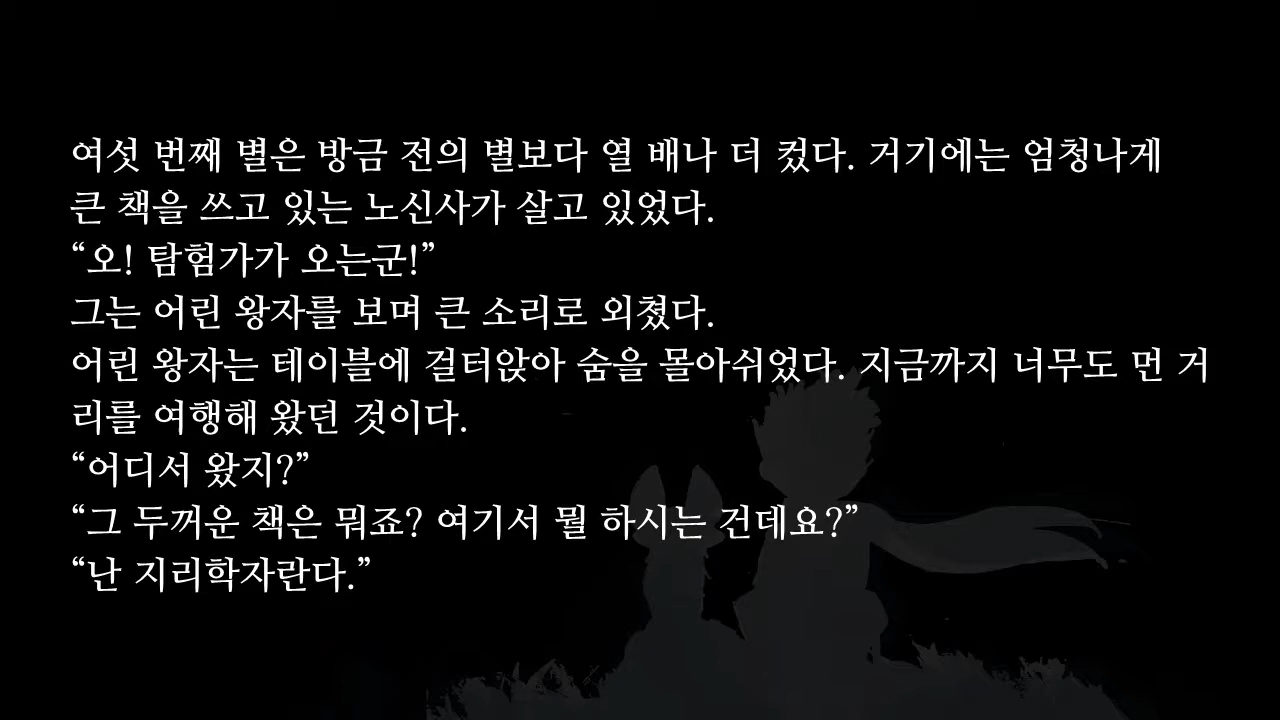 여섯 번째 별은 방금 전의 별보다 열 배나 더 컸다. 거기에는 엄청나게
큰 책을 쓰고 있는 노신사가 살고 있었다.
“오! 탐험가가 오는군!”
그는 어린 왕자를 보며 큰 소리로 외쳤다.
어린 왕자는 테이블에 걸터앉아 숨을 몰아쉬었다. 지금까지 너무도 먼 거
리를 여행해 왔던 것이다.
“어디서 왔지?”
“그 두꺼운 책은 뭐죠? 여기서 뭘 하시는 건데요?”
“난 지리학자란다.”